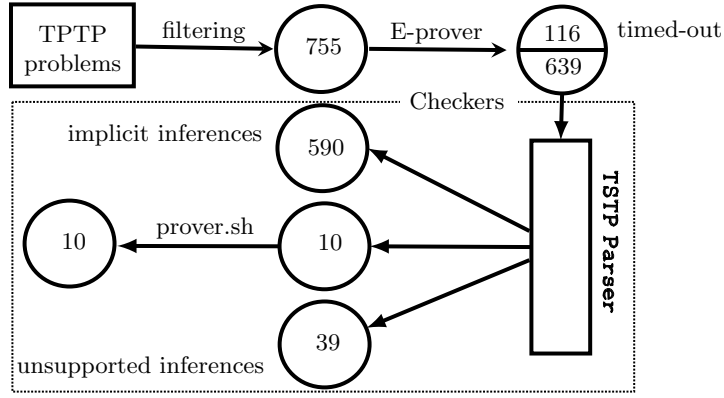 TPTP
problems
filtering
755
E-prover
116
639
timed-out
Checkers
implicit inferences
590
TSTP Parser
10
prover.sh
10
39
unsupported inferences